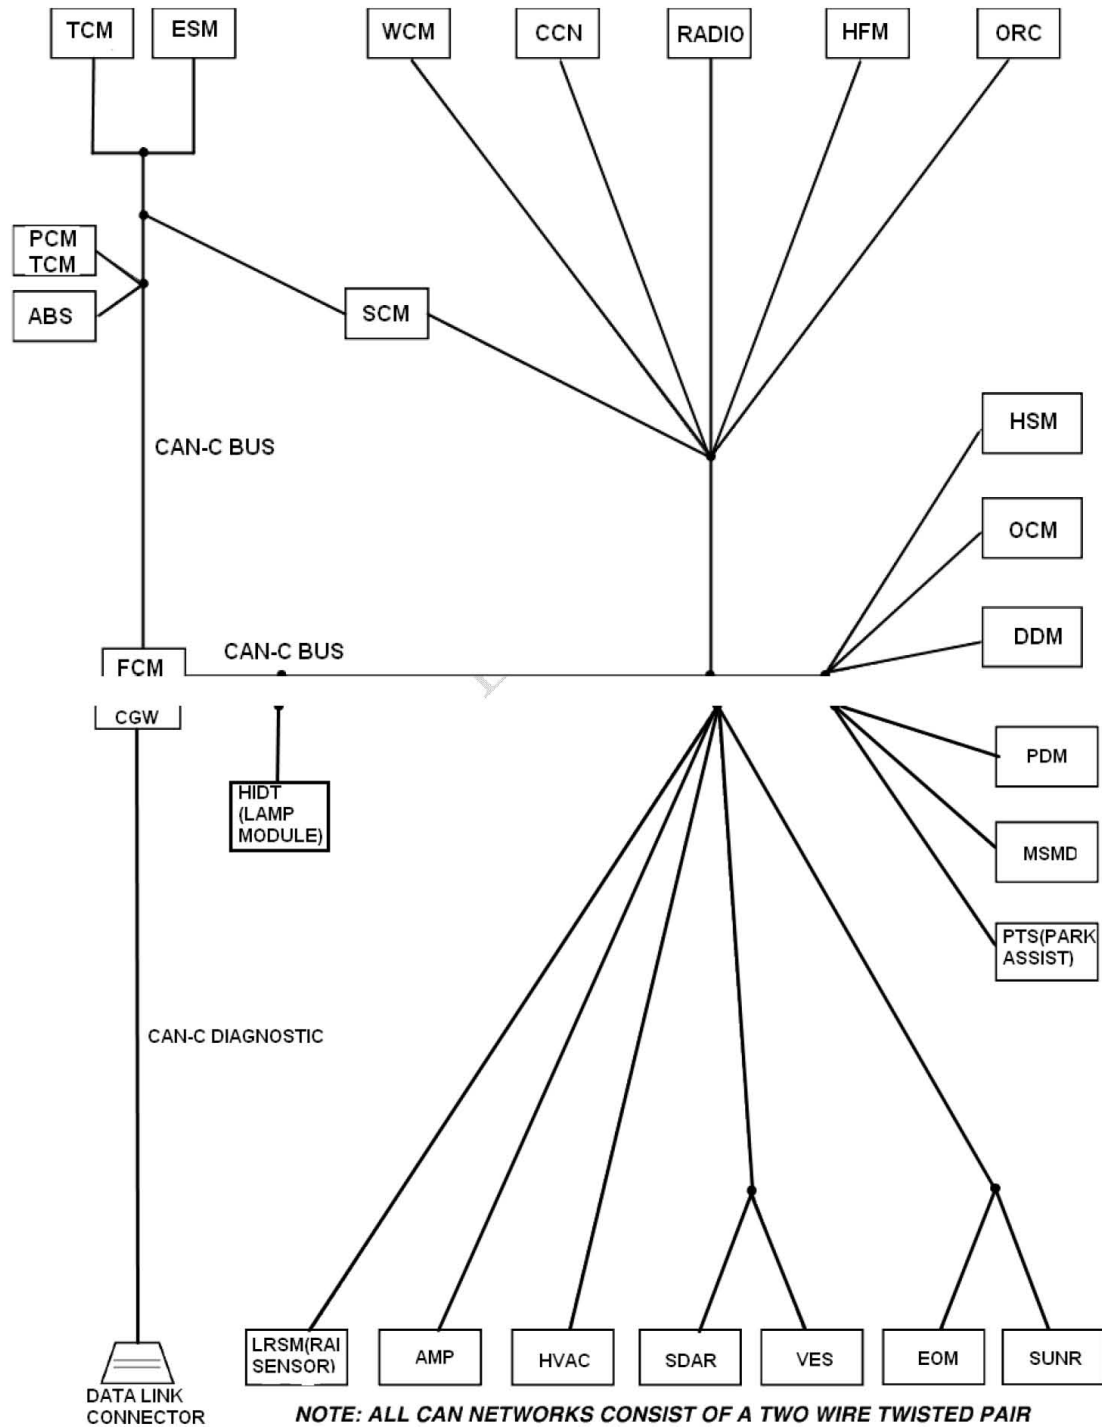 TCM
ESM
WCM
CCN
RADIO
HFM
ORC
PCM
TCM
ABS
SCM
HSM
CAN-C BUS
OCM
DDM
CAN-C BUS
FCM
CGW
PDM
HIDT
(LAMP
MODULE)
MSMD
PTS(PARK
ASSIST)
CAN-C DIAGNOSTIC
LRSM(RAI
SENSOR)
AMP
HVAC
SDAR
VES
EOM
SUNR
DATA LINK
CONNECTOR
NOTE: ALL CAN NETWORKS CONSIST OF A TWO WIRE TWISTED PAIR